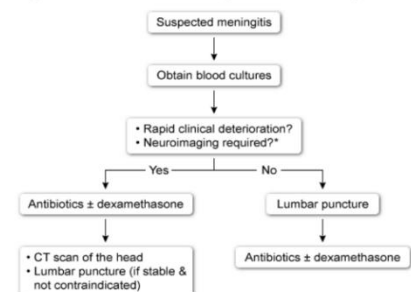 Suspected meningitis
Obtain blood cultures
• Rapid clinical deterioration?
• Neuroimaging required?*
Yes
No
Antibiotics ± dexamethasone
Lumbar puncture
• CT scan of the head
• Lumbar puncture (if stable &
not contraindicated)
Antibiotics ± dexamethasone